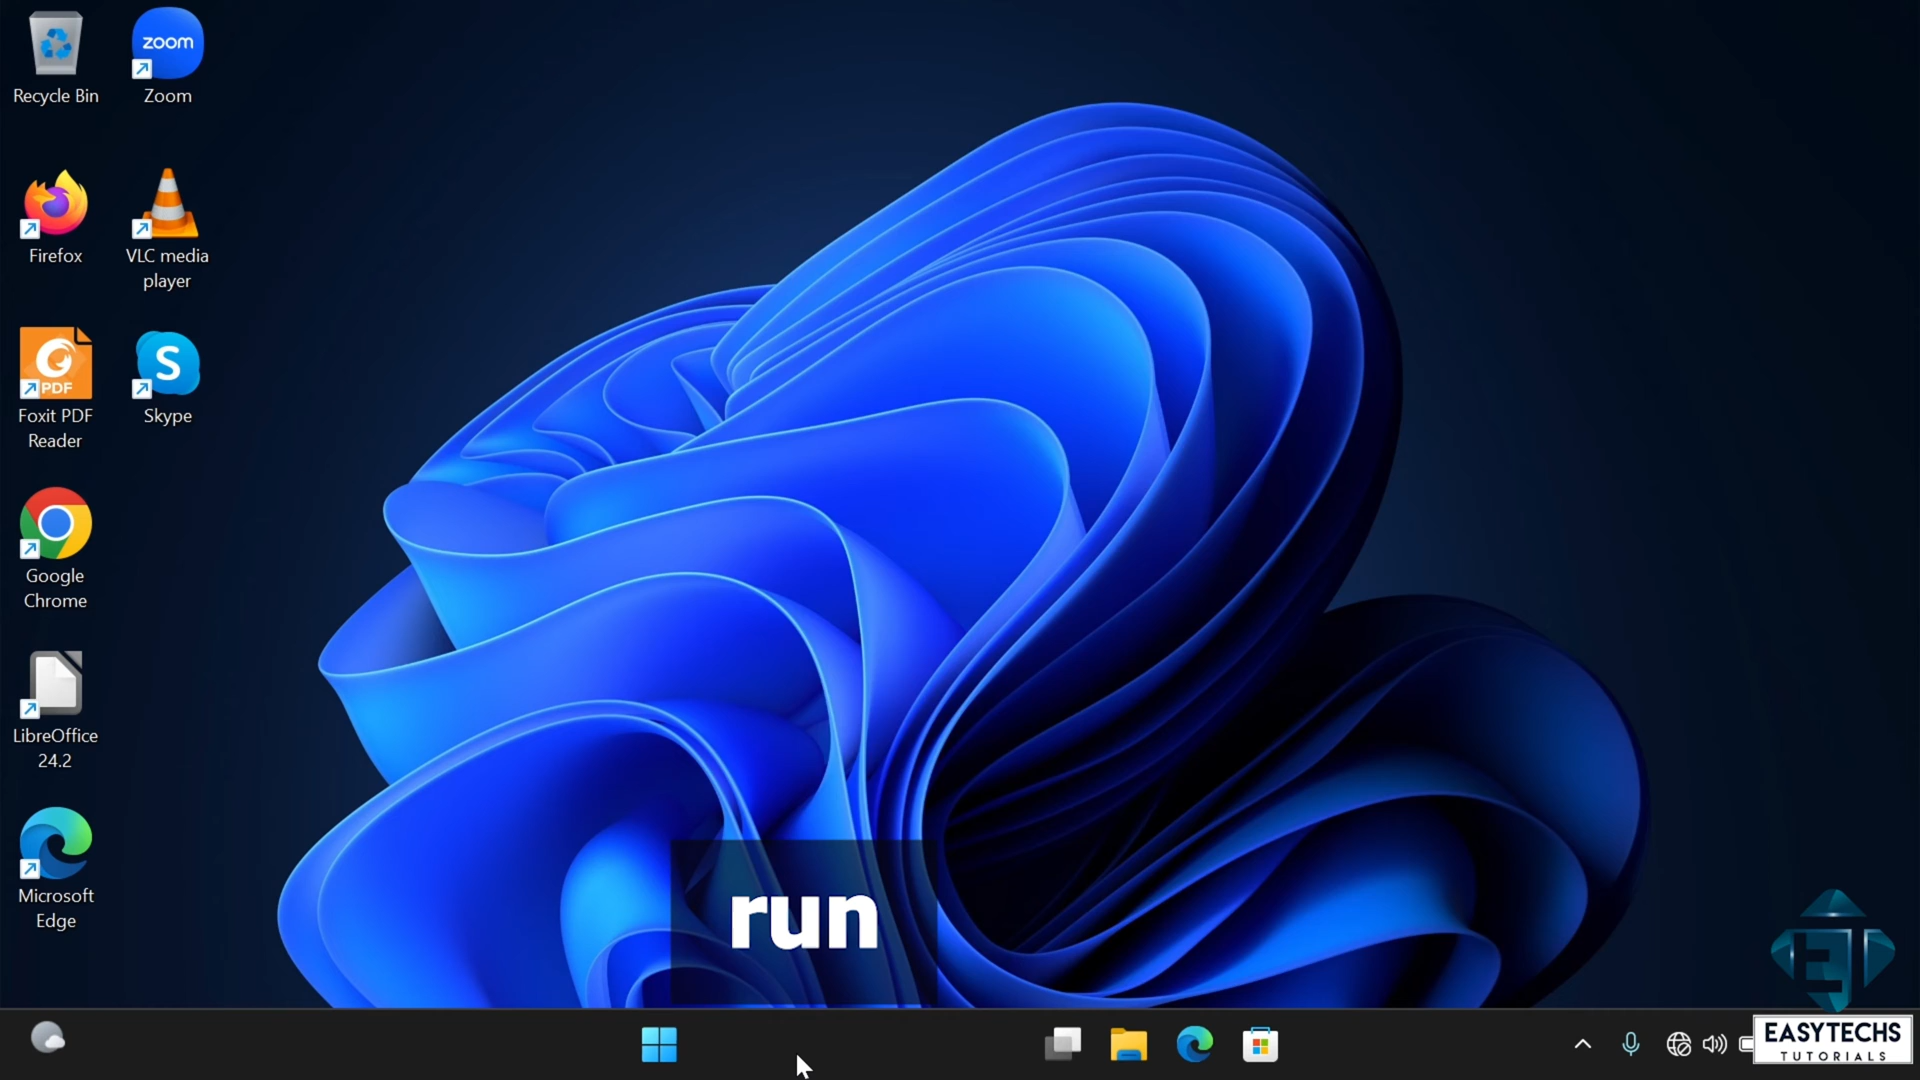 Recycle Bin
zoom
Zoom
Firefox
VLC media
player
PDF
Foxit PDF
Reader
S
Skype
Google
Chrome
LibreOffice
24.2
Microsoft
Edge
run
ET
EASYTECHS
TUTORIALS